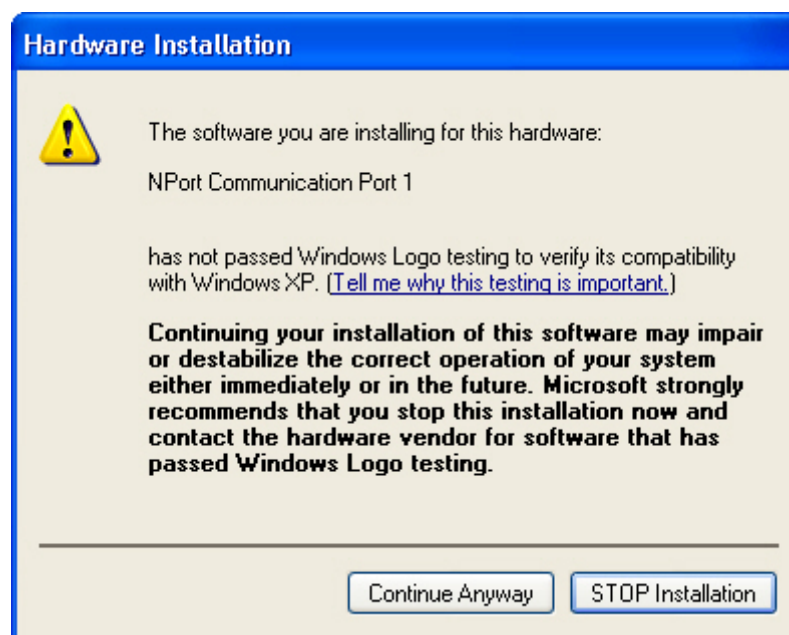 Hardware Installation
The software you are installing for this hardware:
NPort Communication Port 1
has not passed Windows Logo testing to verify its compatibility
with Windows XP. (Tell me why this testing is important.)
Continuing your installation of this software may impair
or destabilize the correct operation of your system
either immediately or in the future. Microsoft strongly
recommends that you stop this installation now and
contact the hardware vendor for software that has
passed Windows Logo testing.
Continue Anyway
STOP Installation